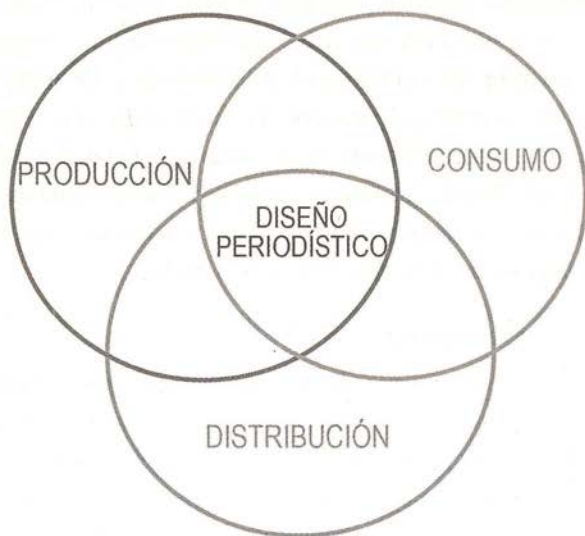 PRODUCCIÓN
CONSUMO
DISEÑO
PERIODÍSTICO
DISTRIBUCIÓN